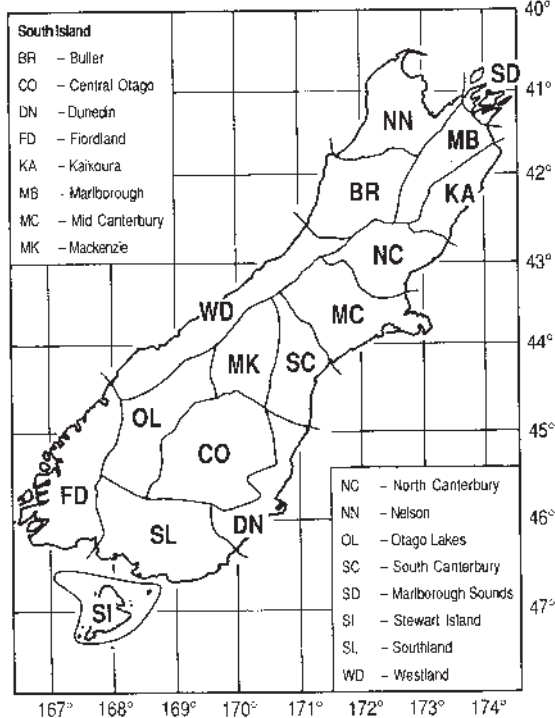 South Island
BR – Buller
CO – Central Otago
DN – Dunedin
FD – Fiordland
KA – Kaikoura
MB - Marlborough
MC – Mid Canterbury
MK – Mackenzie
40°
SD
41°
NN
MB
42°
BR
KA
NC
43°
WD
MC
MK
SC
44°
OL
45°
CO
FD
SL
DN
46°
SI
47°
NC – North Canterbury
NN – Nelson
OL – Otago Lakes
SC – South Canterbury
SD – Marlborough Sounds
SI – Stewart Island
SL – Southland
WD – Westland
167° 168° 169° 170° 171° 172° 173° 174°